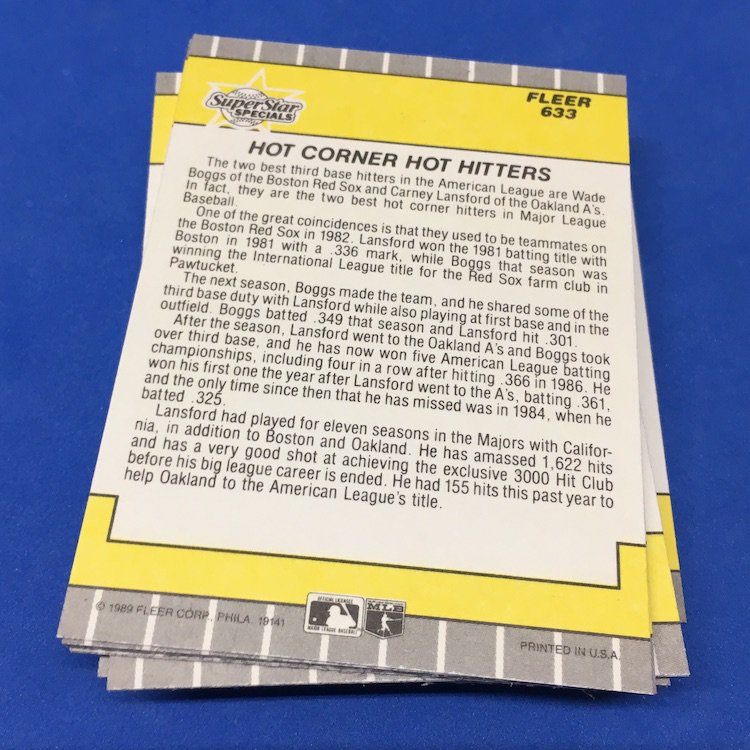 SuperStar
SPECIALS
FLEER
633
HOT CORNER HOT HITTERS
The two best third base hitters in the American League are Wade
Boggs of the Boston Red Sox and Carney Lansford of the Oakland A's.
In fact, they are the two best hot corner hitters in Major League
Baseball.
One of the great coincidences is that they used to be teammates on
the Boston Red Sox in 1982. Lansford won the 1981 batting title with
Boston in 1981 with a .336 mark, while Boggs that season was
winning the International League title for the Red Sox farm club in
Pawtucket.
The next season, Boggs made the team, and he shared some of the
third base duty with Lansford while also playing at first base and in the
outfield. Boggs batted .349 that season and Lansford hit .301.
After the season, Lansford went to the Oakland A's and Boggs took
over third base, and he has now won five American League batting
championships, including four in a row after hitting .366 in 1986. He
won his first one the year after Lansford went to the A's, batting .361,
and the only time since then that he has missed was in 1984, when he
batted .325.
Lansford had played for eleven seasons in the Majors with Califor-
nia, in addition to Boston and Oakland. He has amassed 1,622 hits
and has a very good shot at achieving the exclusive 3000 Hit Club
before his big league career is ended. He had 155 hits this past year to
help Oakland to the American League's title.
© 1989 FLEER CORP., PHILA. 19141
OFFICIAL LICENSEE
MAJOR LEAGUE BASEBALL
MLB
PRINTED IN U.S.A.